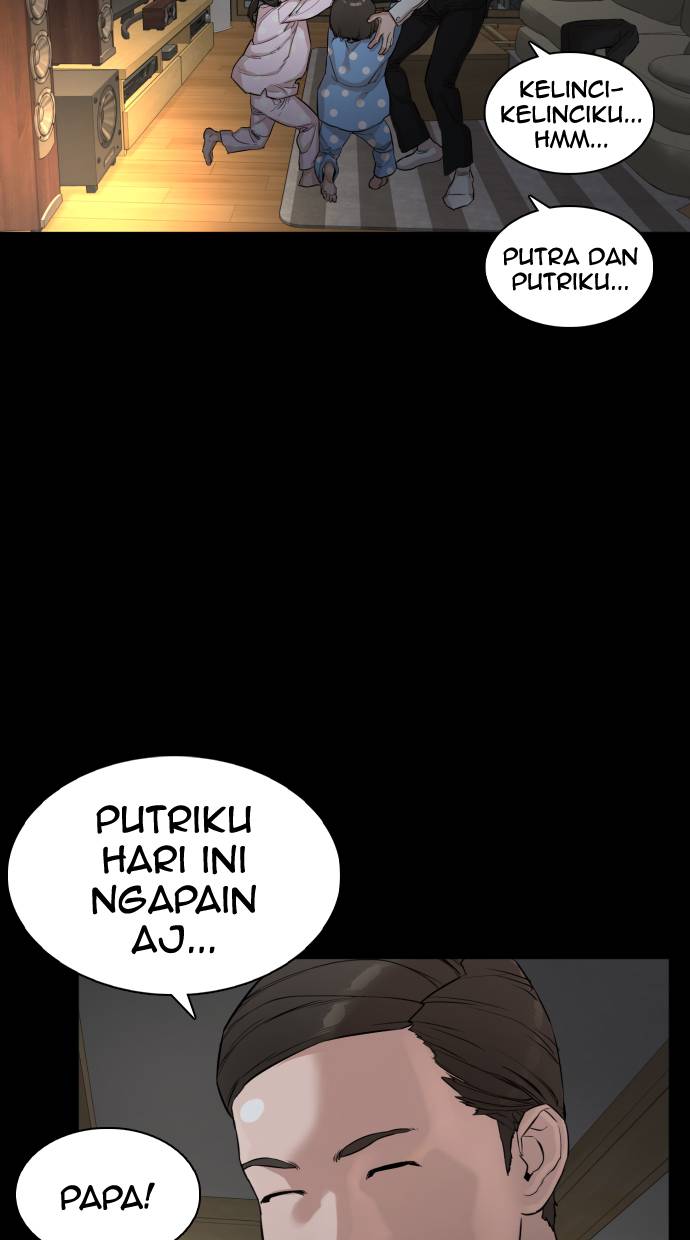 KELINCI-
KELINCIKU...
HMM...
PUTRA DAN
PUTRIKU...
PUTRIKU
HARI INI
NGAPAIN
AJ...
PAPA!